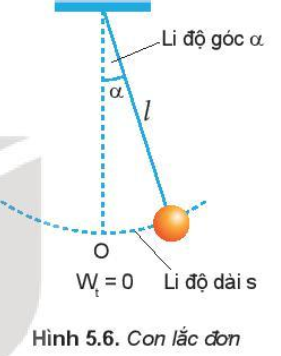 Li độ góc α
α
l
O
Wₜ = 0
Li độ dài s
Hình 5.6. Con lắc đơn